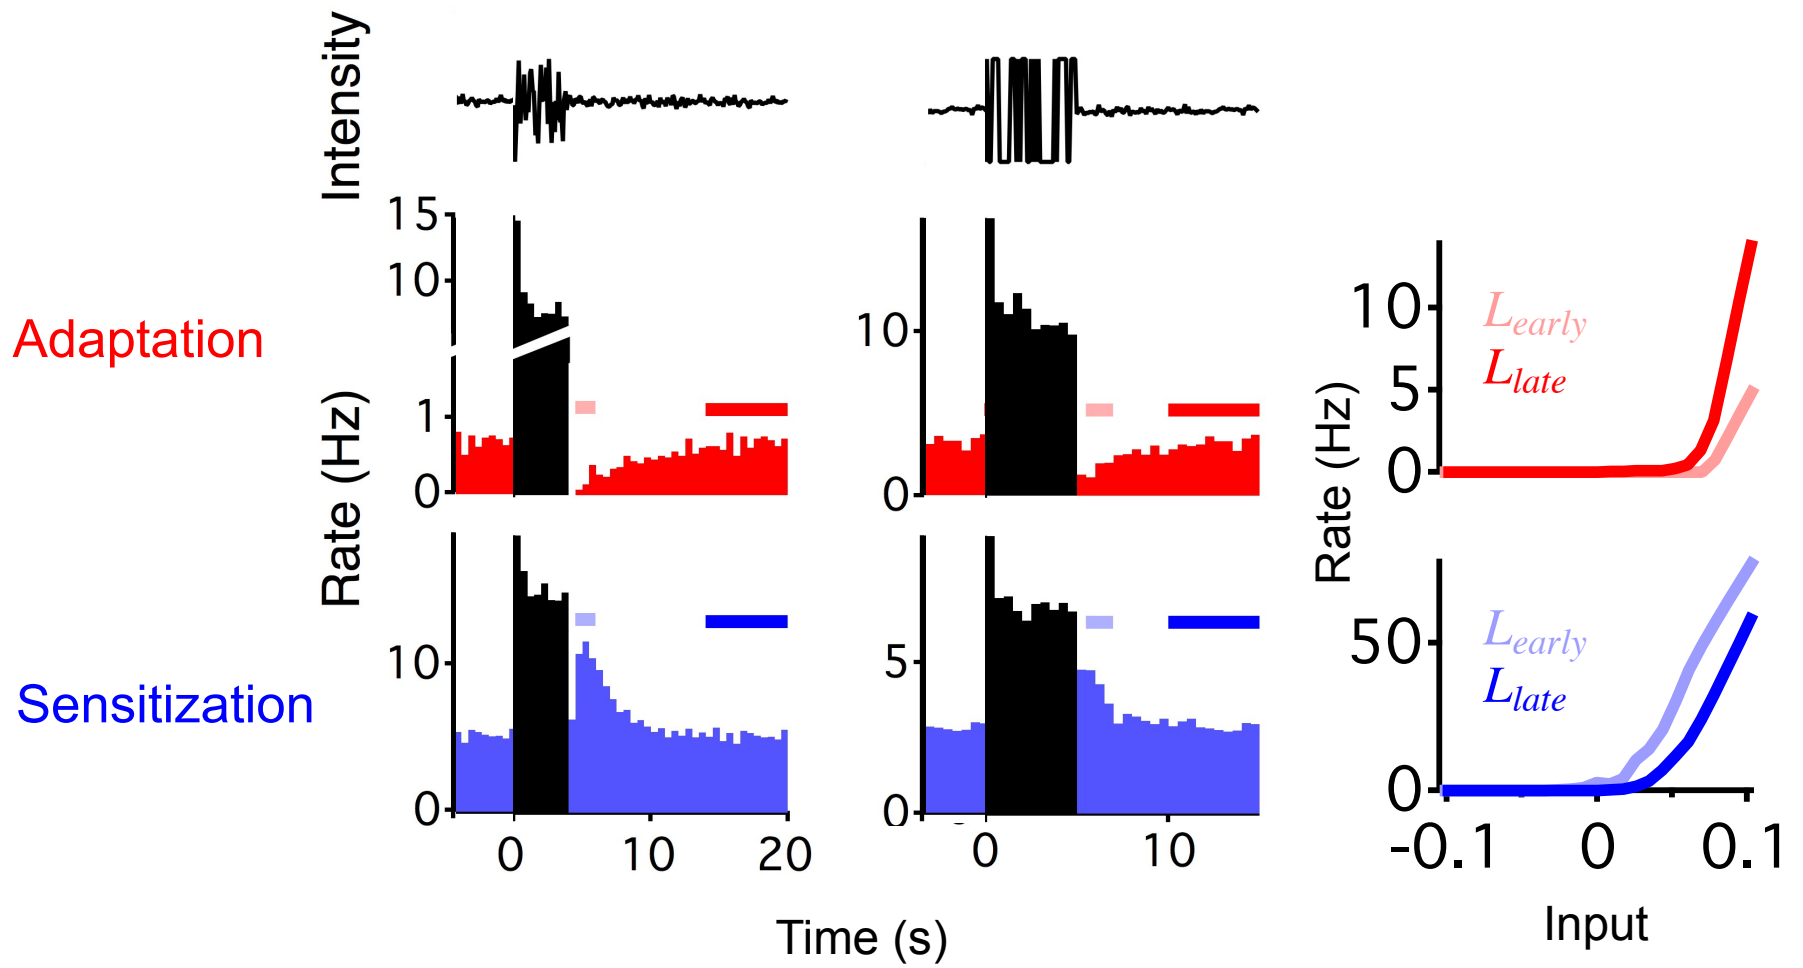 Intensity
15
10
1
0
10
0
10
5
0
L_early
L_late
Adaptation
Rate (Hz)
Rate (Hz)
10
0
5
0
50
0
L_early
L_late
Sensitization
0
10
20
0
10
-0.1
0
0.1
Time (s)
Input